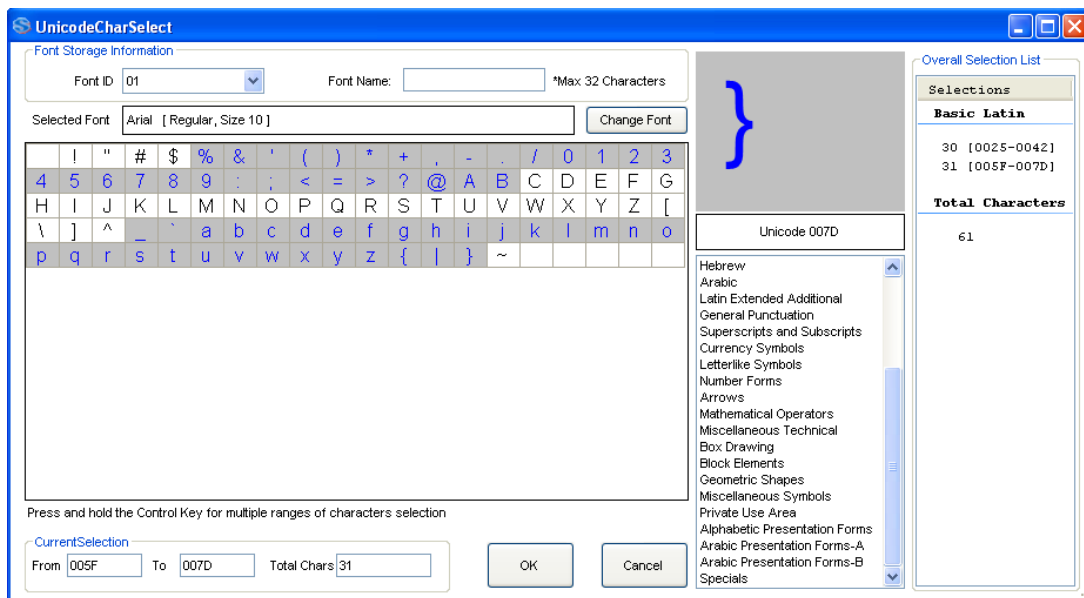 UnicodeCharSelect
Font Storage Information
Font ID 01 Font Name: *Max 32 Characters
Selected Font Arial [ Regular, Size 10 ] Change Font
! " # $ % & ' ( ) * + , - . / 0 1 2 3
4 5 6 7 8 9 : ; < = > ? @ A B C D E F G
H I J K L M N O P Q R S T U V W X Y Z [
\ ] ^ _ ` a b c d e f g h i j k l m n o
p q r s t u v w x y z { | } ~
Press and hold the Control Key for multiple ranges of characters selection
CurrentSelection
From 005F To 007D Total Chars 31
OK Cancel
}
Unicode 007D
Hebrew
Arabic
Latin Extended Additional
General Punctuation
Superscripts and Subscripts
Currency Symbols
Letterlike Symbols
Number Forms
Arrows
Mathematical Operators
Miscellaneous Technical
Box Drawing
Block Elements
Geometric Shapes
Miscellaneous Symbols
Private Use Area
Alphabetic Presentation Forms
Arabic Presentation Forms-A
Arabic Presentation Forms-B
Specials
Overall Selection List
Selections
Basic Latin
30 [0025-0042]
31 [005F-007D]
Total Characters
61